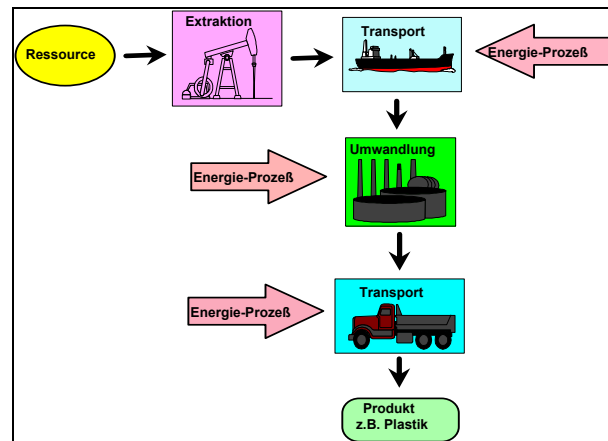 Ressource
Extraktion
Transport
Energie-Prozeß
Umwandlung
Energie-Prozeß
Transport
Energie-Prozeß
Produkt
z.B. Plastik